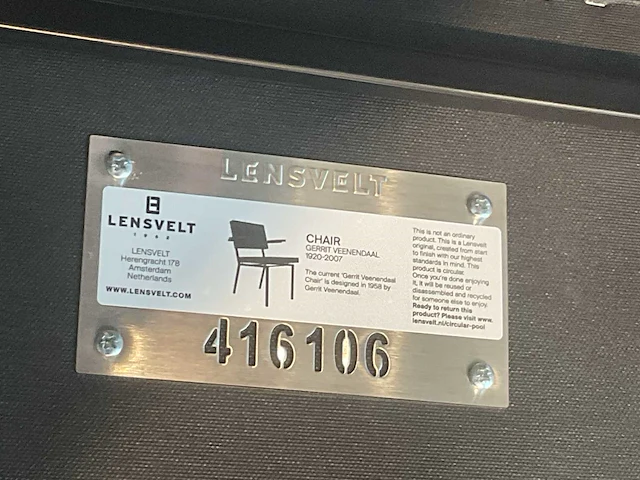 LENSVELT
LENSVELT
1962
LENSVELT
Herengracht 178
Amsterdam
Netherlands
WWW.LENSVELT.COM
CHAIR
GERRIT VEENENDAAL
1920-2007
The current 'Gerrit Veenendaal
Chair' is designed in 1958 by
Gerrit Veenendaal.
This is not an ordinary
product. This is a Lensvelt
original, created from start
to finish with our highest
standards in mind. This
product is circular.
Once you're done enjoying
it, it will be reused or
disassembled and recycled
for someone else to enjoy.
Ready to return this
product? Please visit www.
lensvelt.nl/circular-pool
416106